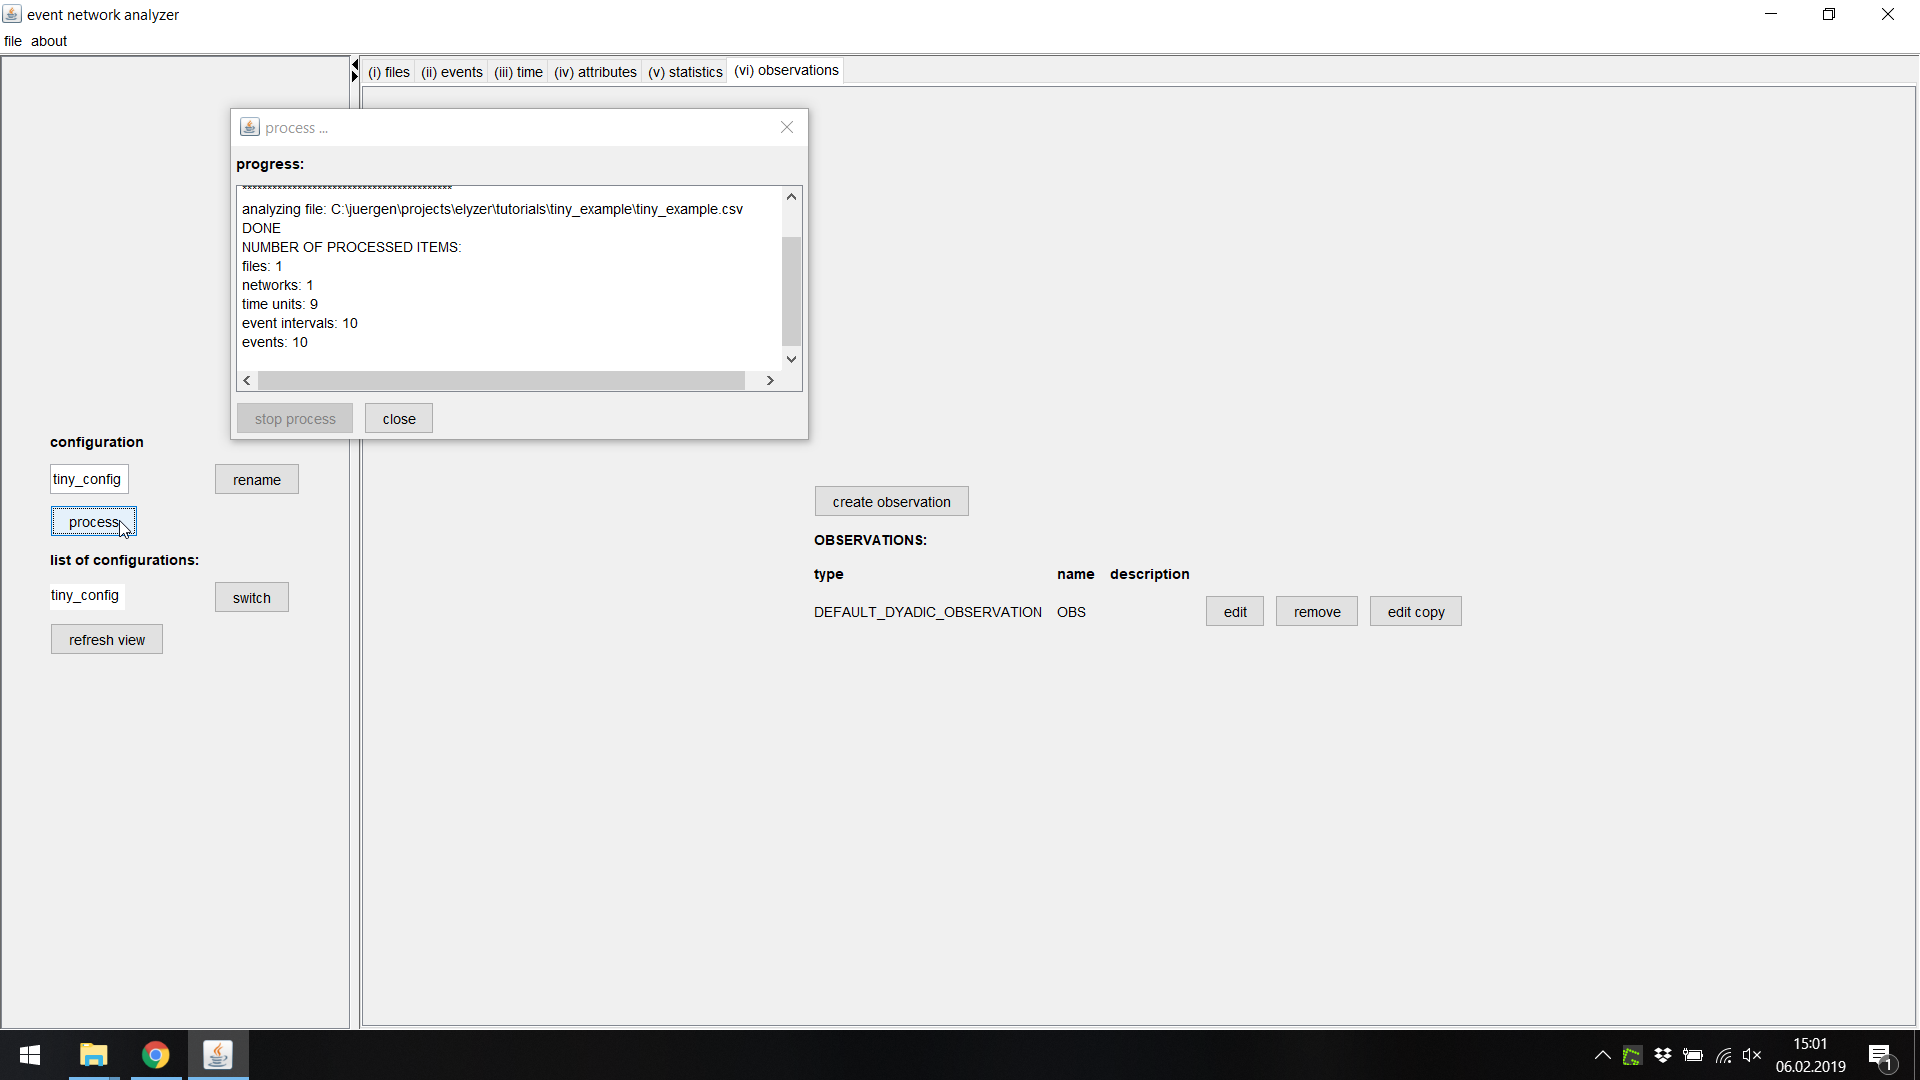 event network analyzer
file about
(i) files (ii) events (iii) time (iv) attributes (v) statistics (vi) observations
process ...
progress:
******************************************
analyzing file: C:\juergen\projects\elyzer\tutorials\tiny_example\tiny_example.csv
DONE
NUMBER OF PROCESSED ITEMS:
files: 1
networks: 1
time units: 9
event intervals: 10
events: 10
stop process close
configuration
tiny_config rename
process
list of configurations:
tiny_config switch
refresh view
create observation
OBSERVATIONS:
type name description
DEFAULT_DYADIC_OBSERVATION OBS edit remove edit copy
15:01
06.02.2019
1